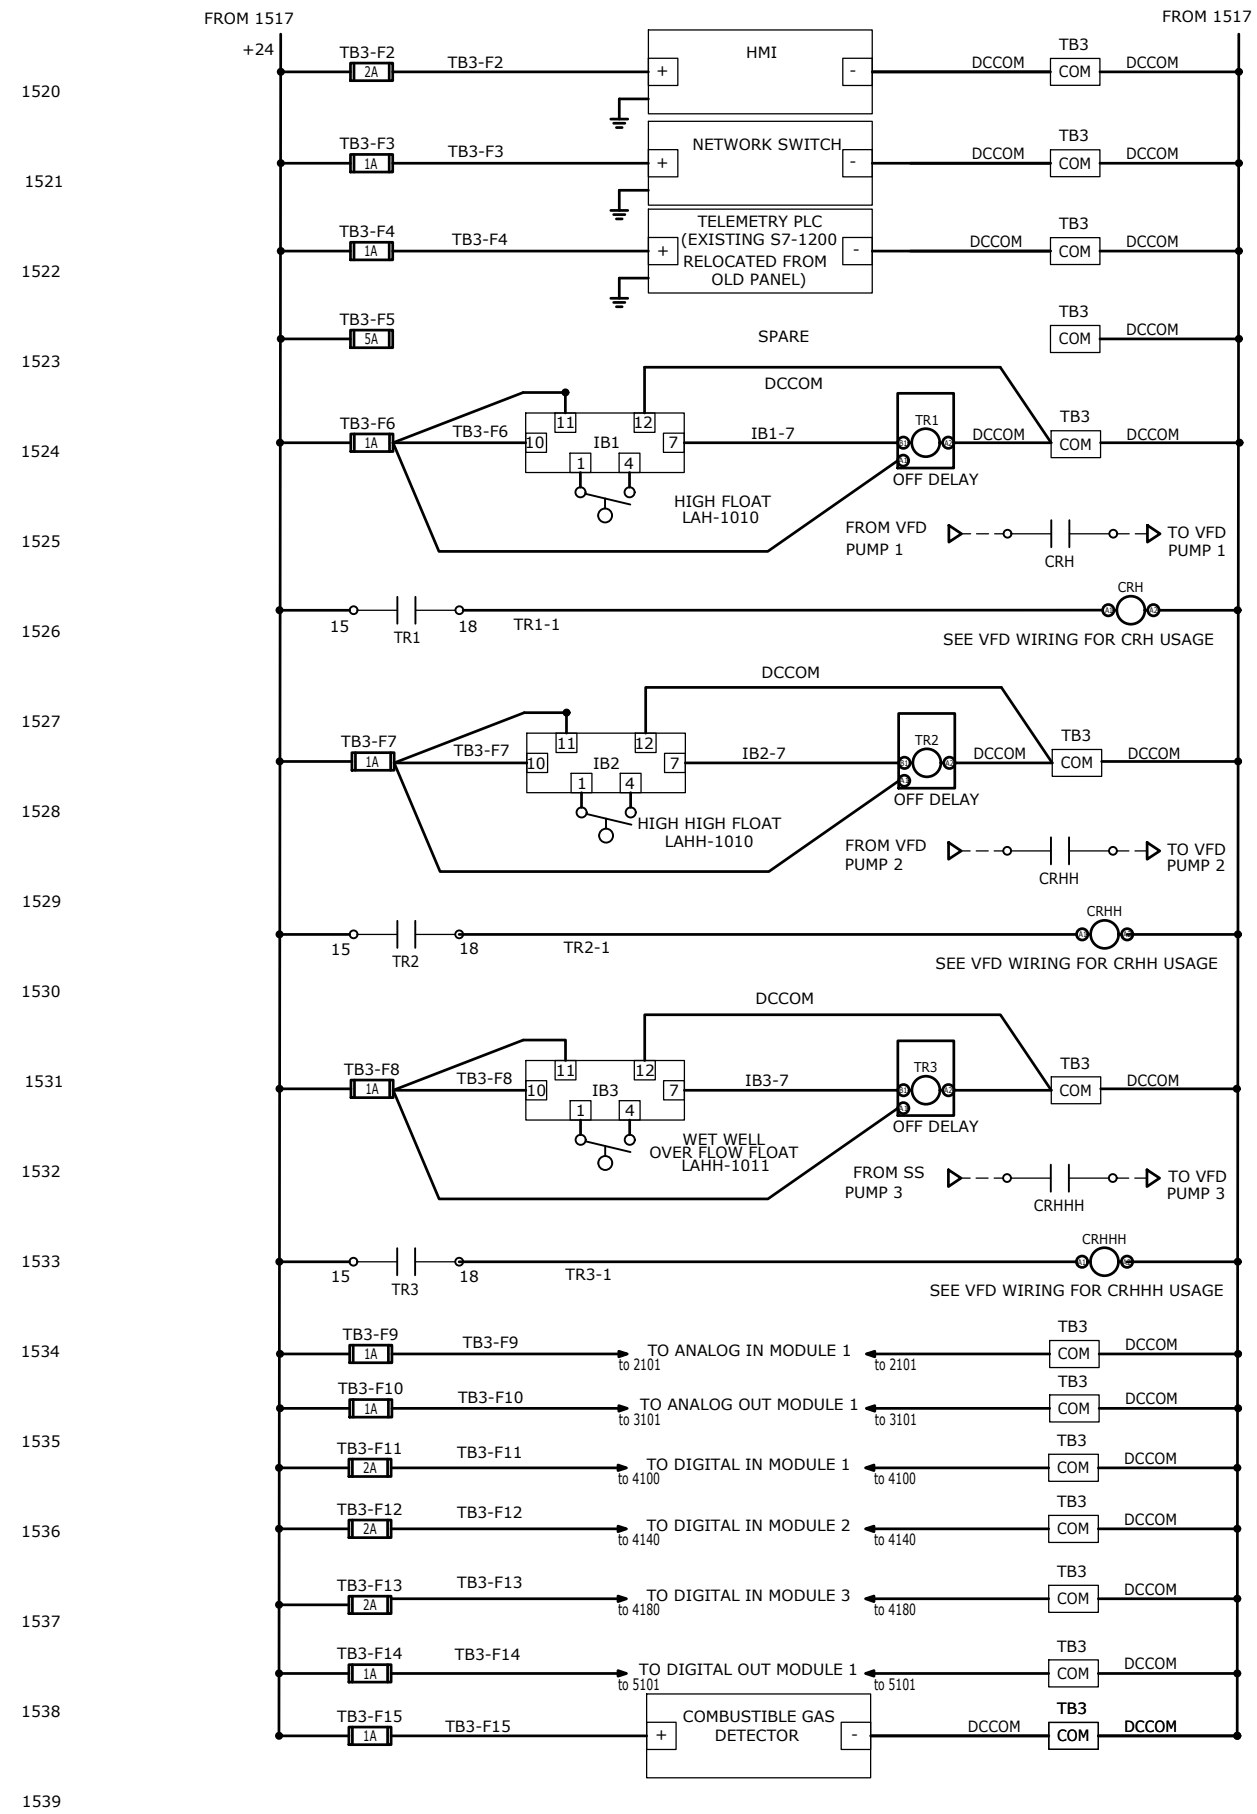 FROM 1517
FROM 1517
+24
TB3-F2
2A
TB3-F2
HMI
+
-
DCCOM
TB3
COM
DCCOM
1520
TB3-F3
1A
TB3-F3
NETWORK SWITCH
+
-
DCCOM
TB3
COM
DCCOM
1521
TB3-F4
1A
TB3-F4
TELEMETRY PLC
(EXISTING S7-1200
RELOCATED FROM
OLD PANEL)
+
-
DCCOM
TB3
COM
DCCOM
1522
TB3-F5
5A
SPARE
TB3
COM
DCCOM
1523
DCCOM
TB3-F6
1A
TB3-F6
10
11
12
IB1
7
1
4
IB1-7
TR1
B1
A2
A1
OFF DELAY
DCCOM
TB3
COM
DCCOM
1524
HIGH FLOAT
LAH-1010
FROM VFD
PUMP 1
CRH
TO VFD
PUMP 1
1525
15
TR1
18
TR1-1
CRH
A1
A2
SEE VFD WIRING FOR CRH USAGE
1526
DCCOM
1527
TB3-F7
1A
TB3-F7
10
11
12
IB2
7
1
4
IB2-7
TR2
B1
A2
A1
OFF DELAY
DCCOM
TB3
COM
DCCOM
1528
HIGH HIGH FLOAT
LAHH-1010
FROM VFD
PUMP 2
CRHH
TO VFD
PUMP 2
1529
15
TR2
18
TR2-1
CRHH
A1
A2
SEE VFD WIRING FOR CRHH USAGE
1530
DCCOM
TB3-F8
1A
TB3-F8
10
11
12
IB3
7
1
4
IB3-7
TR3
B1
A2
A1
OFF DELAY
TB3
COM
DCCOM
1531
WET WELL
OVER FLOW FLOAT
LAHH-1011
1532
FROM SS
PUMP 3
CRHHH
TO VFD
PUMP 3
1533
15
TR3
18
TR3-1
CRHHH
A1
A2
SEE VFD WIRING FOR CRHHH USAGE
1534
TB3-F9
1A
TB3-F9
TO ANALOG IN MODULE 1
to 2101
to 2101
TB3
COM
DCCOM
TB3-F10
1A
TB3-F10
TO ANALOG OUT MODULE 1
to 3101
to 3101
TB3
COM
DCCOM
1535
TB3-F11
2A
TB3-F11
TO DIGITAL IN MODULE 1
to 4100
to 4100
TB3
COM
DCCOM
1536
TB3-F12
2A
TB3-F12
TO DIGITAL IN MODULE 2
to 4140
to 4140
TB3
COM
DCCOM
TB3-F13
2A
TB3-F13
TO DIGITAL IN MODULE 3
to 4180
to 4180
TB3
COM
DCCOM
1537
TB3-F14
1A
TB3-F14
TO DIGITAL OUT MODULE 1
to 5101
to 5101
TB3
COM
DCCOM
1538
TB3-F15
1A
TB3-F15
COMBUSTIBLE GAS
DETECTOR
+
-
DCCOM
TB3
COM
DCCOM
1539